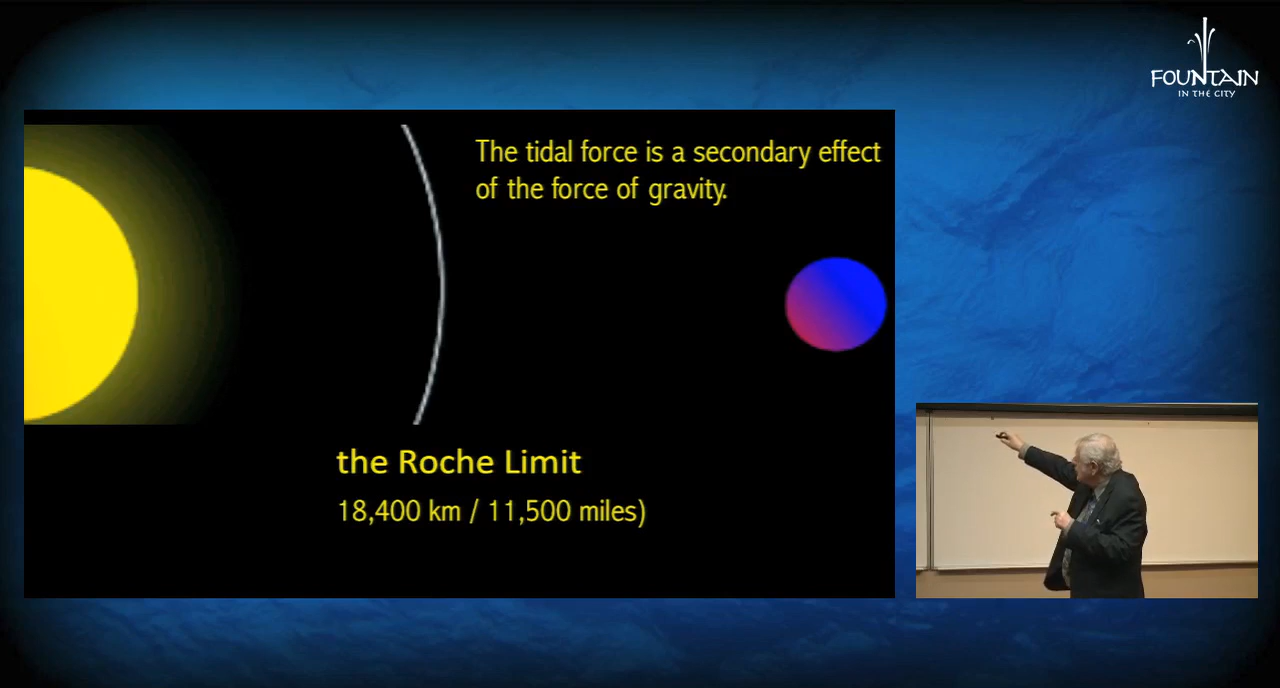 FOUNTAIN
IN THE CITY
The tidal force is a secondary effect
of the force of gravity.
the Roche Limit
18,400 km / 11,500 miles)